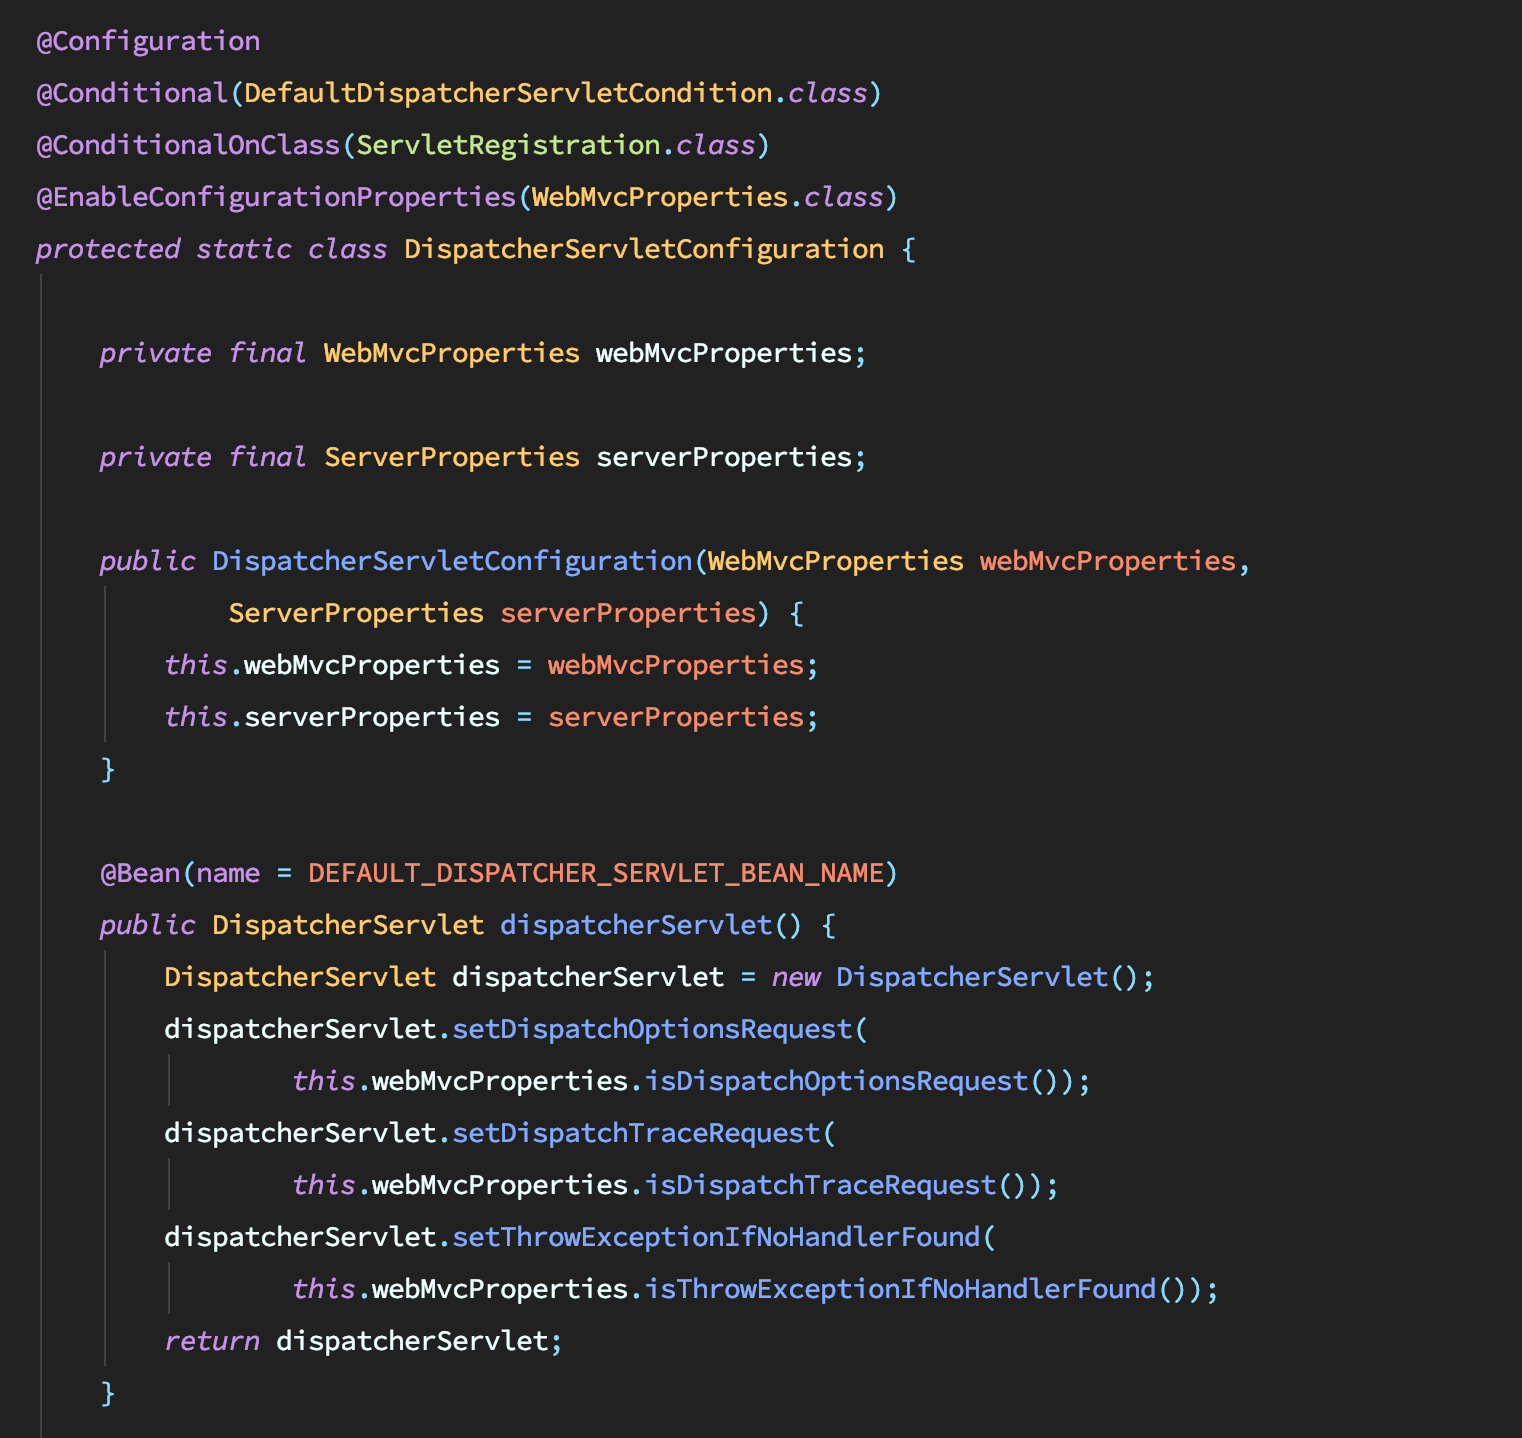 @Configuration
@Conditional(DefaultDispatcherServletCondition.class)
@ConditionalOnClass(ServletRegistration.class)
@EnableConfigurationProperties(WebMvcProperties.class)
protected static class DispatcherServletConfiguration {
private final WebMvcProperties webMvcProperties;
private final ServerProperties serverProperties;
public DispatcherServletConfiguration(WebMvcProperties webMvcProperties,
ServerProperties serverProperties) {
this.webMvcProperties = webMvcProperties;
this.serverProperties = serverProperties;
}
@Bean(name = DEFAULT_DISPATCHER_SERVLET_BEAN_NAME)
public DispatcherServlet dispatcherServlet() {
DispatcherServlet dispatcherServlet = new DispatcherServlet();
dispatcherServlet.setDispatchOptionsRequest(
this.webMvcProperties.isDispatchOptionsRequest());
dispatcherServlet.setDispatchTraceRequest(
this.webMvcProperties.isDispatchTraceRequest());
dispatcherServlet.setThrowExceptionIfNoHandlerFound(
this.webMvcProperties.isThrowExceptionIfNoHandlerFound());
return dispatcherServlet;
}